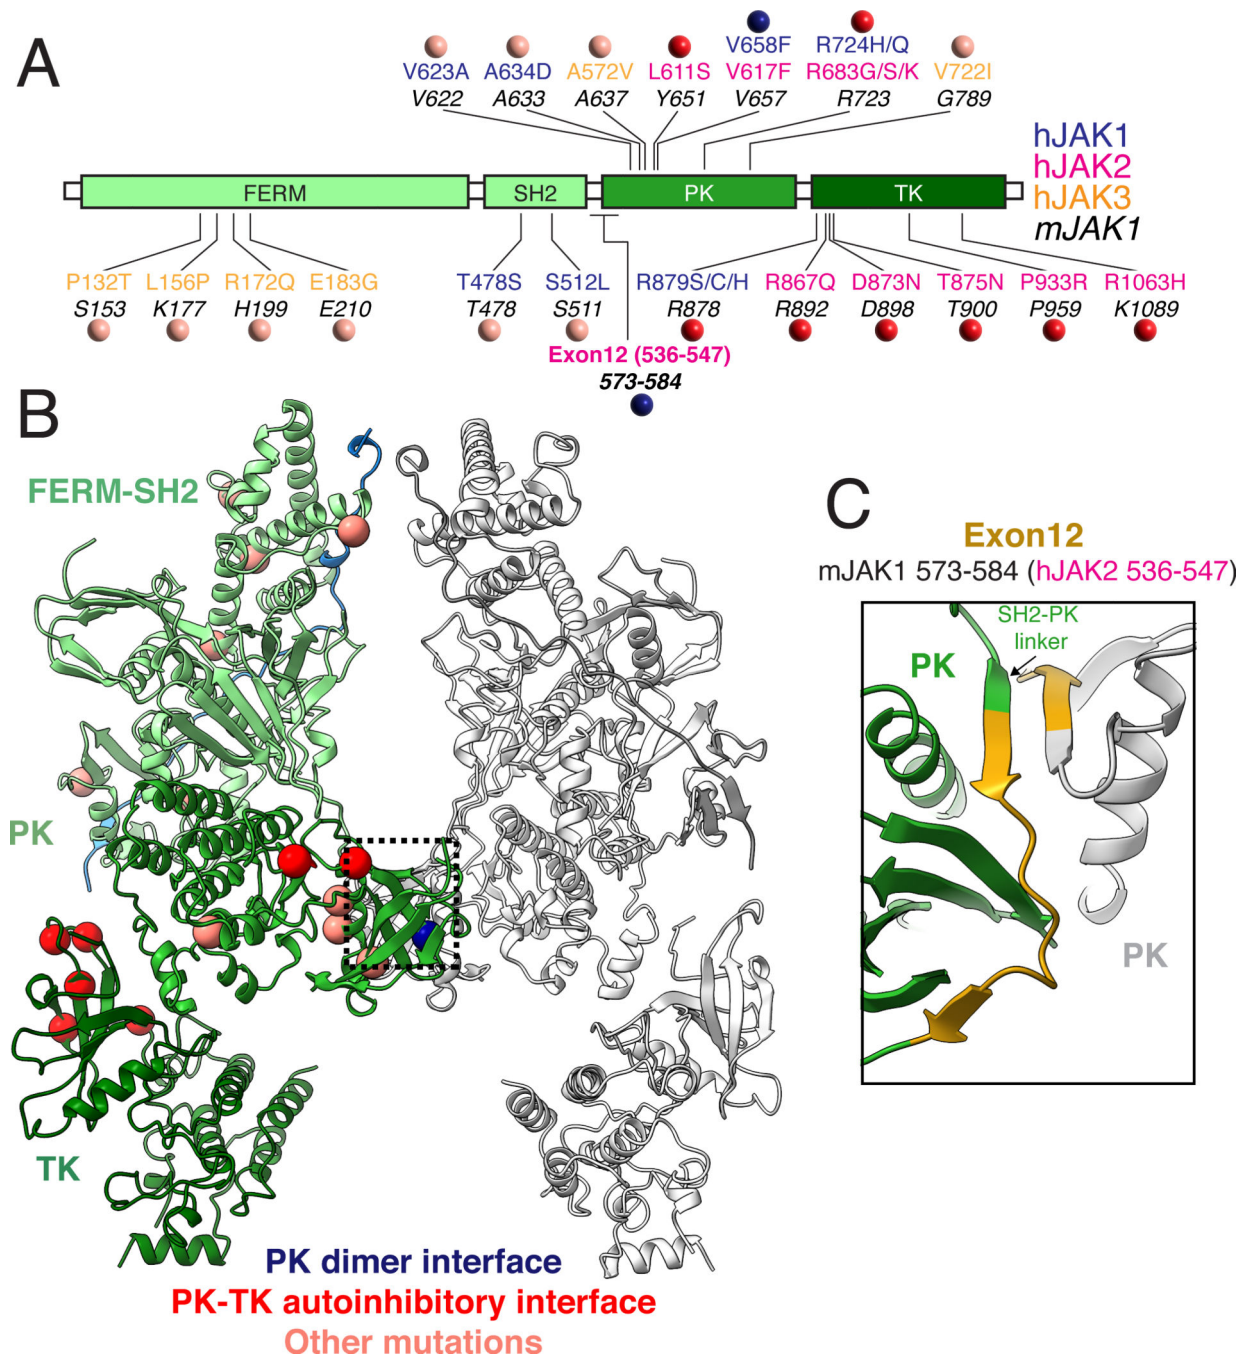 A
V623A A634D A572V L611S V658F R724H/Q V722I
V617F R683G/S/K
V622 A633 A637 Y651 V657 R723 G789
hJAK1
hJAK2
hJAK3
mJAK1
FERM SH2 PK TK
P132T L156P R172Q E183G T478S S512L R879S/C/H R867Q D873N T875N P933R R1063H
S153 K177 H199 E210 T478 S511 R878 R892 D898 T900 P959 K1089
Exon12 (536-547)
573-584
B
FERM-SH2
PK
TK
PK dimer interface
PK-TK autoinhibitory interface
Other mutations
C
Exon12
mJAK1 573-584 (hJAK2 536-547)
SH2-PK
linker
PK
PK